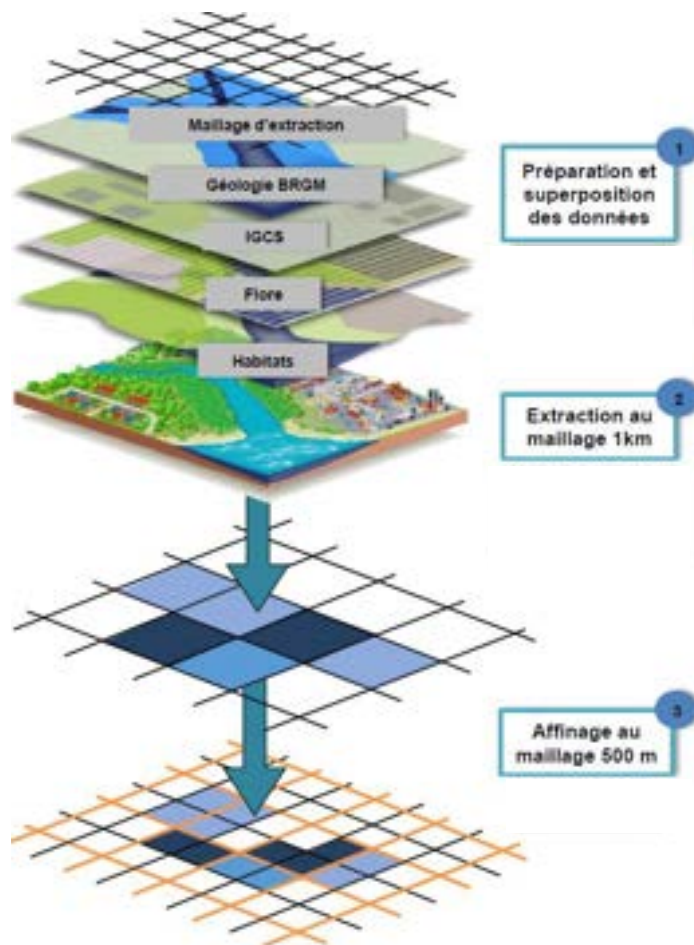 Maillage d'extraction
Géologie BRGM
IGCS
Flore
Habitats
1
Préparation et
superposition
des données
2
Extraction au
maillage 1km
3
Affinage au
maillage 500 m